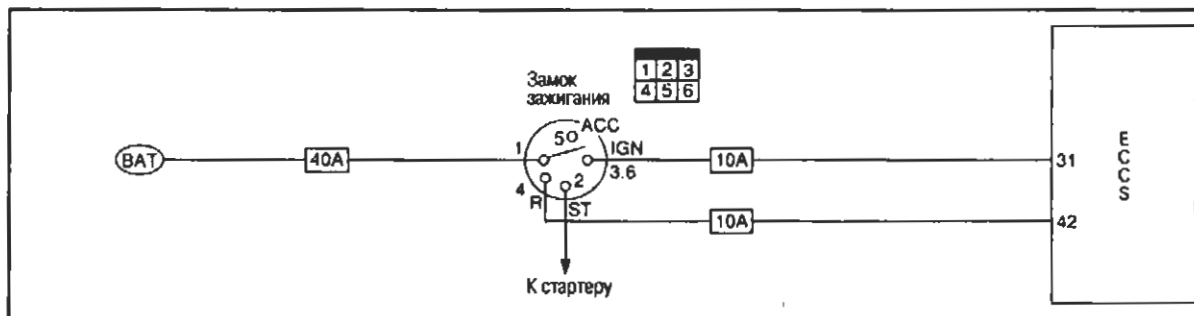 Замок
зажигания
1 2 3
4 5 6
BAT
40A
1
5
ACC
IGN
3.6
10A
31
4
R
2
ST
10A
42
ECCS
К стартеру